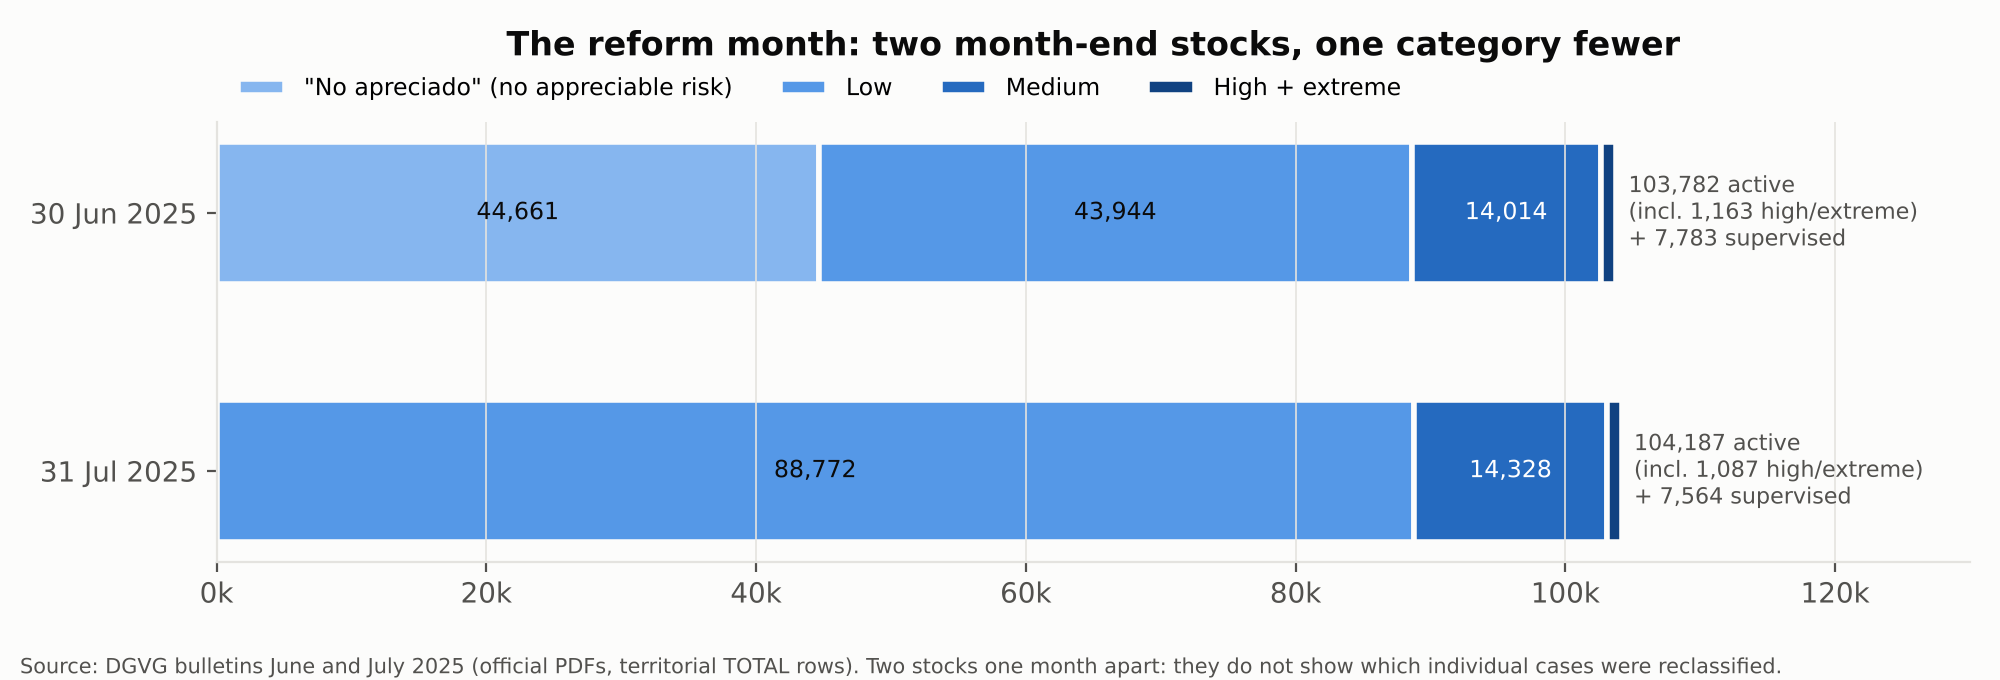 The reform month: two month-end stocks, one category fewer
"No apreciado" (no appreciable risk) Low Medium High + extreme
30 Jun 2025
44,661 43,944 14,014
103,782 active
(incl. 1,163 high/extreme)
+ 7,783 supervised
31 Jul 2025
88,772 14,328
104,187 active
(incl. 1,087 high/extreme)
+ 7,564 supervised
0k 20k 40k 60k 80k 100k 120k
Source: DGVG bulletins June and July 2025 (official PDFs, territorial TOTAL rows). Two stocks one month apart: they do not show which individual cases were reclassified.